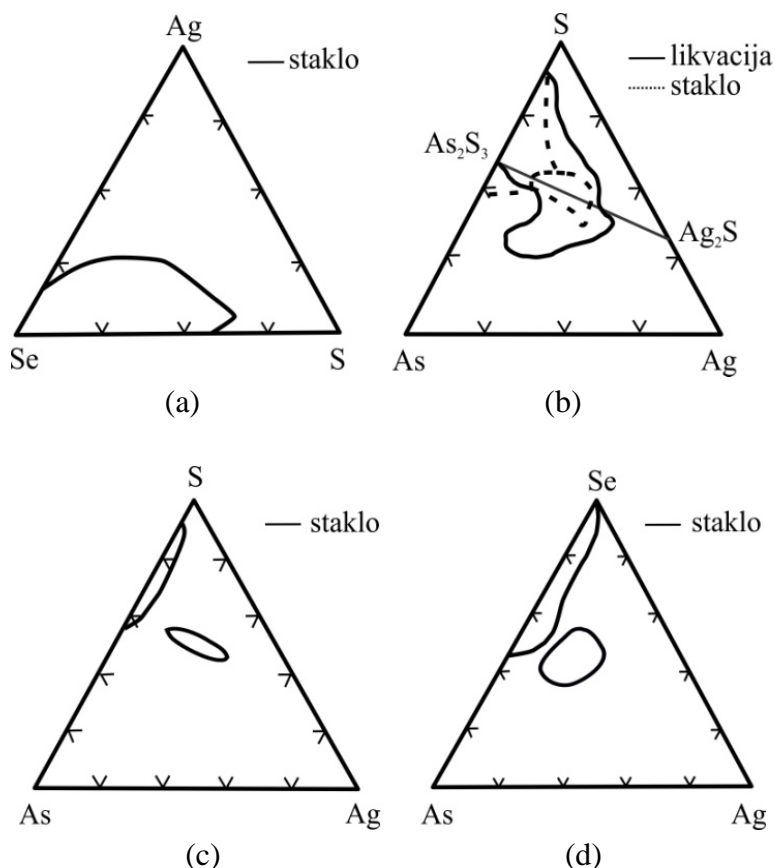 Ag
— staklo
Se
S
(a)
S
— likvacija
...... staklo
As₂S₃
Ag₂S
As
Ag
(b)
S
— staklo
As
Ag
(c)
Se
— staklo
As
Ag
(d)